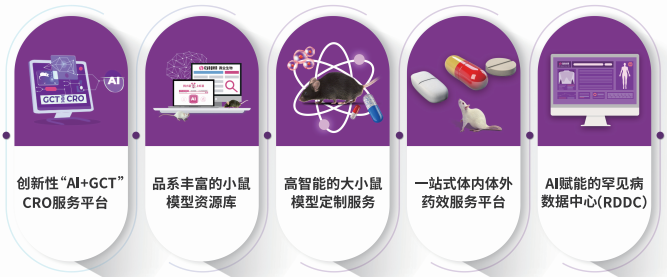 GCT CRO
AI
AI
创新性“AI+GCT”
CRO服务平台
品系丰富的小鼠
模型资源库
高智能的大小鼠
模型定制服务
一站式体内体外
药效服务平台
AI赋能的罕见病
数据中心(RDDC)